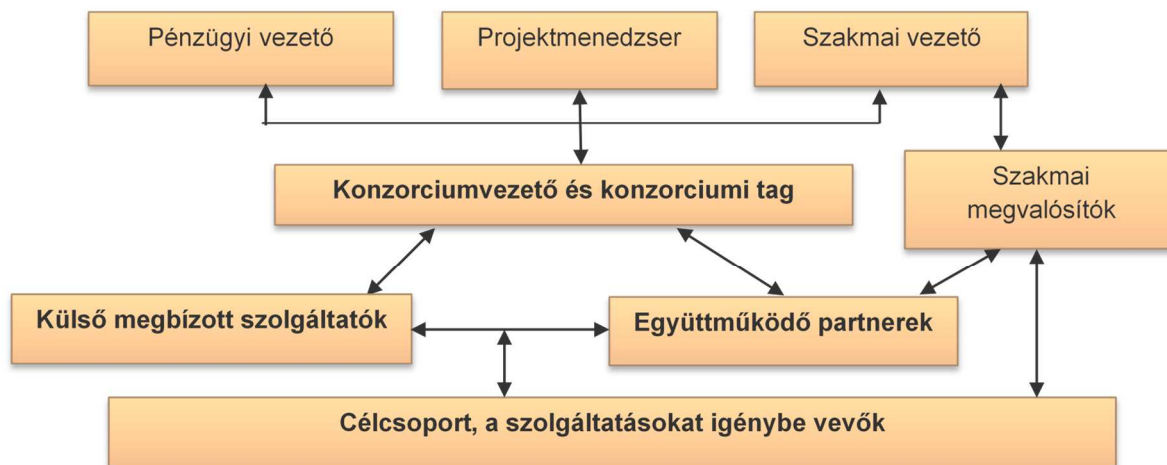 Pénzügyi vezető
Projektmenedzser
Szakmai vezető
Konzorciumvezető és konzorciumi tag
Szakmai
megvalósítók
Külső megbízott szolgáltatók
Együttműködő partnerek
Célcsoport, a szolgáltatásokat igénybe vevők